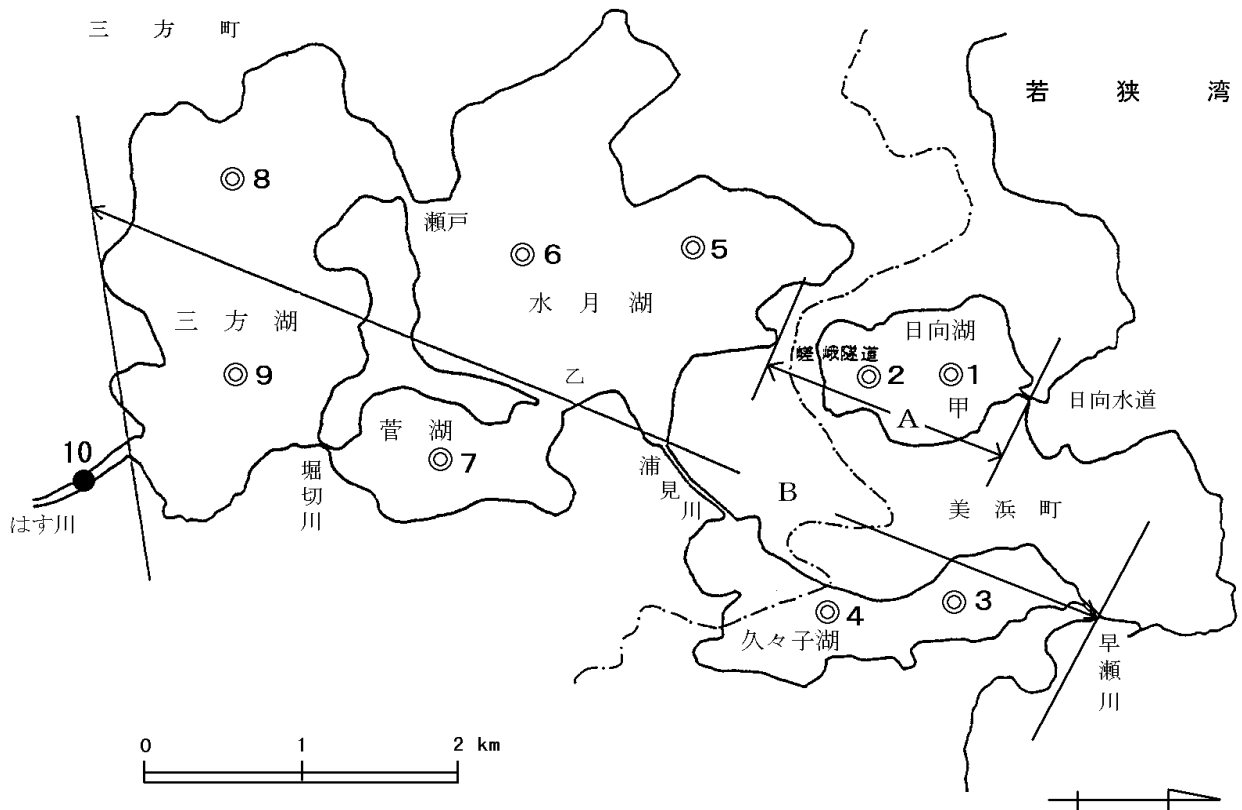 三方町
若狭湾
8
瀬戸
6
5
水月湖
日向湖
嵯峨隧道
三方湖
9
2
1
甲
日向水道
乙
A
菅湖
10
7
堀切川
浦見川
B
美浜町
はす川
3
4
久々子湖
早瀬川
0 1 2 km